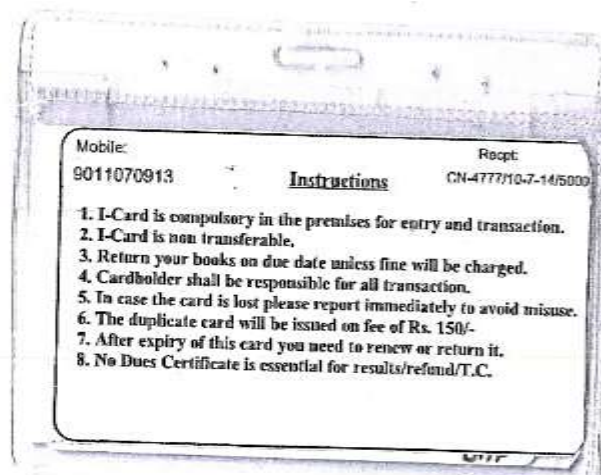 Mobile:
Recpt:
9011070913
Instructions
CN-4777/10-7-14/5000
1. I-Card is compulsory in the premises for entry and transaction.
2. I-Card is non transferable,
3. Return your books on due date unless fine will be charged.
4. Cardholder shall be responsible for all transaction.
5. In case the card is lost please report immediately to avoid misuse.
6. The duplicate card will be issued on fee of Rs. 150/-
7. After expiry of this card you need to renew or return it.
8. No Dues Certificate is essential for results/refund/T.C.